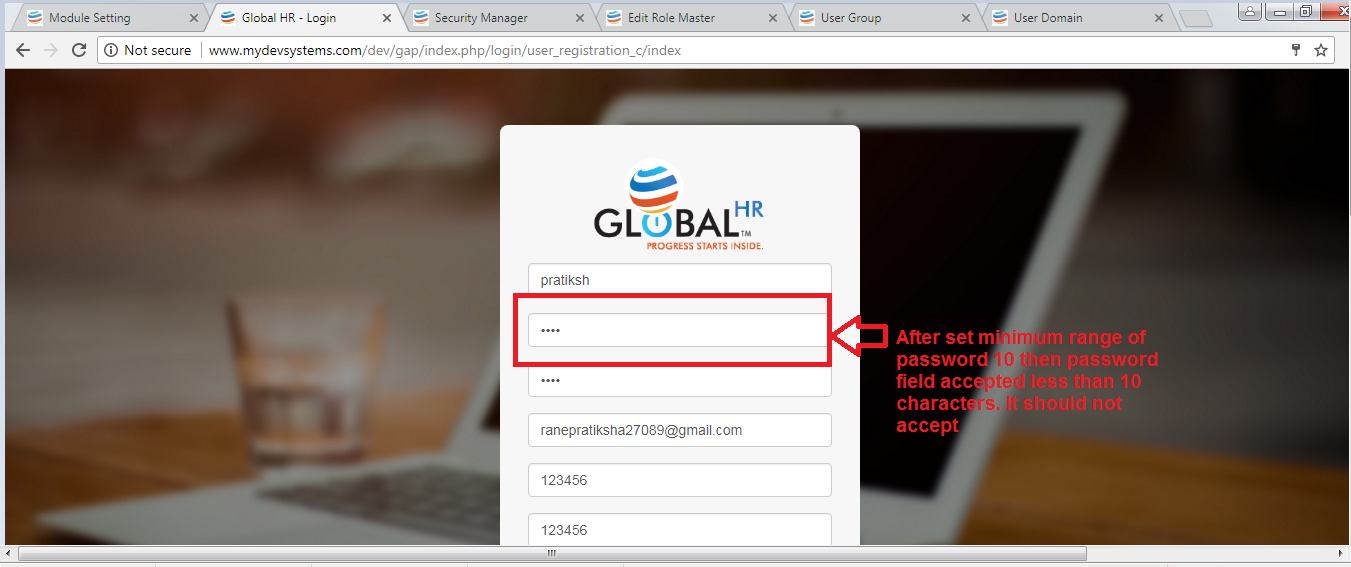 Module Setting
Global HR - Login
Security Manager
Edit Role Master
User Group
User Domain
Not secure
www.mydevsystems.com/dev/gap/index.php/login/user_registration_c/index
GLOBAL HR TM
PROGRESS STARTS INSIDE.
pratiksh
••••
••••
ranepratiksha27089@gmail.com
123456
123456
After set minimum range of
password 10 then password
field accepted less than 10
characters. It should not
accept